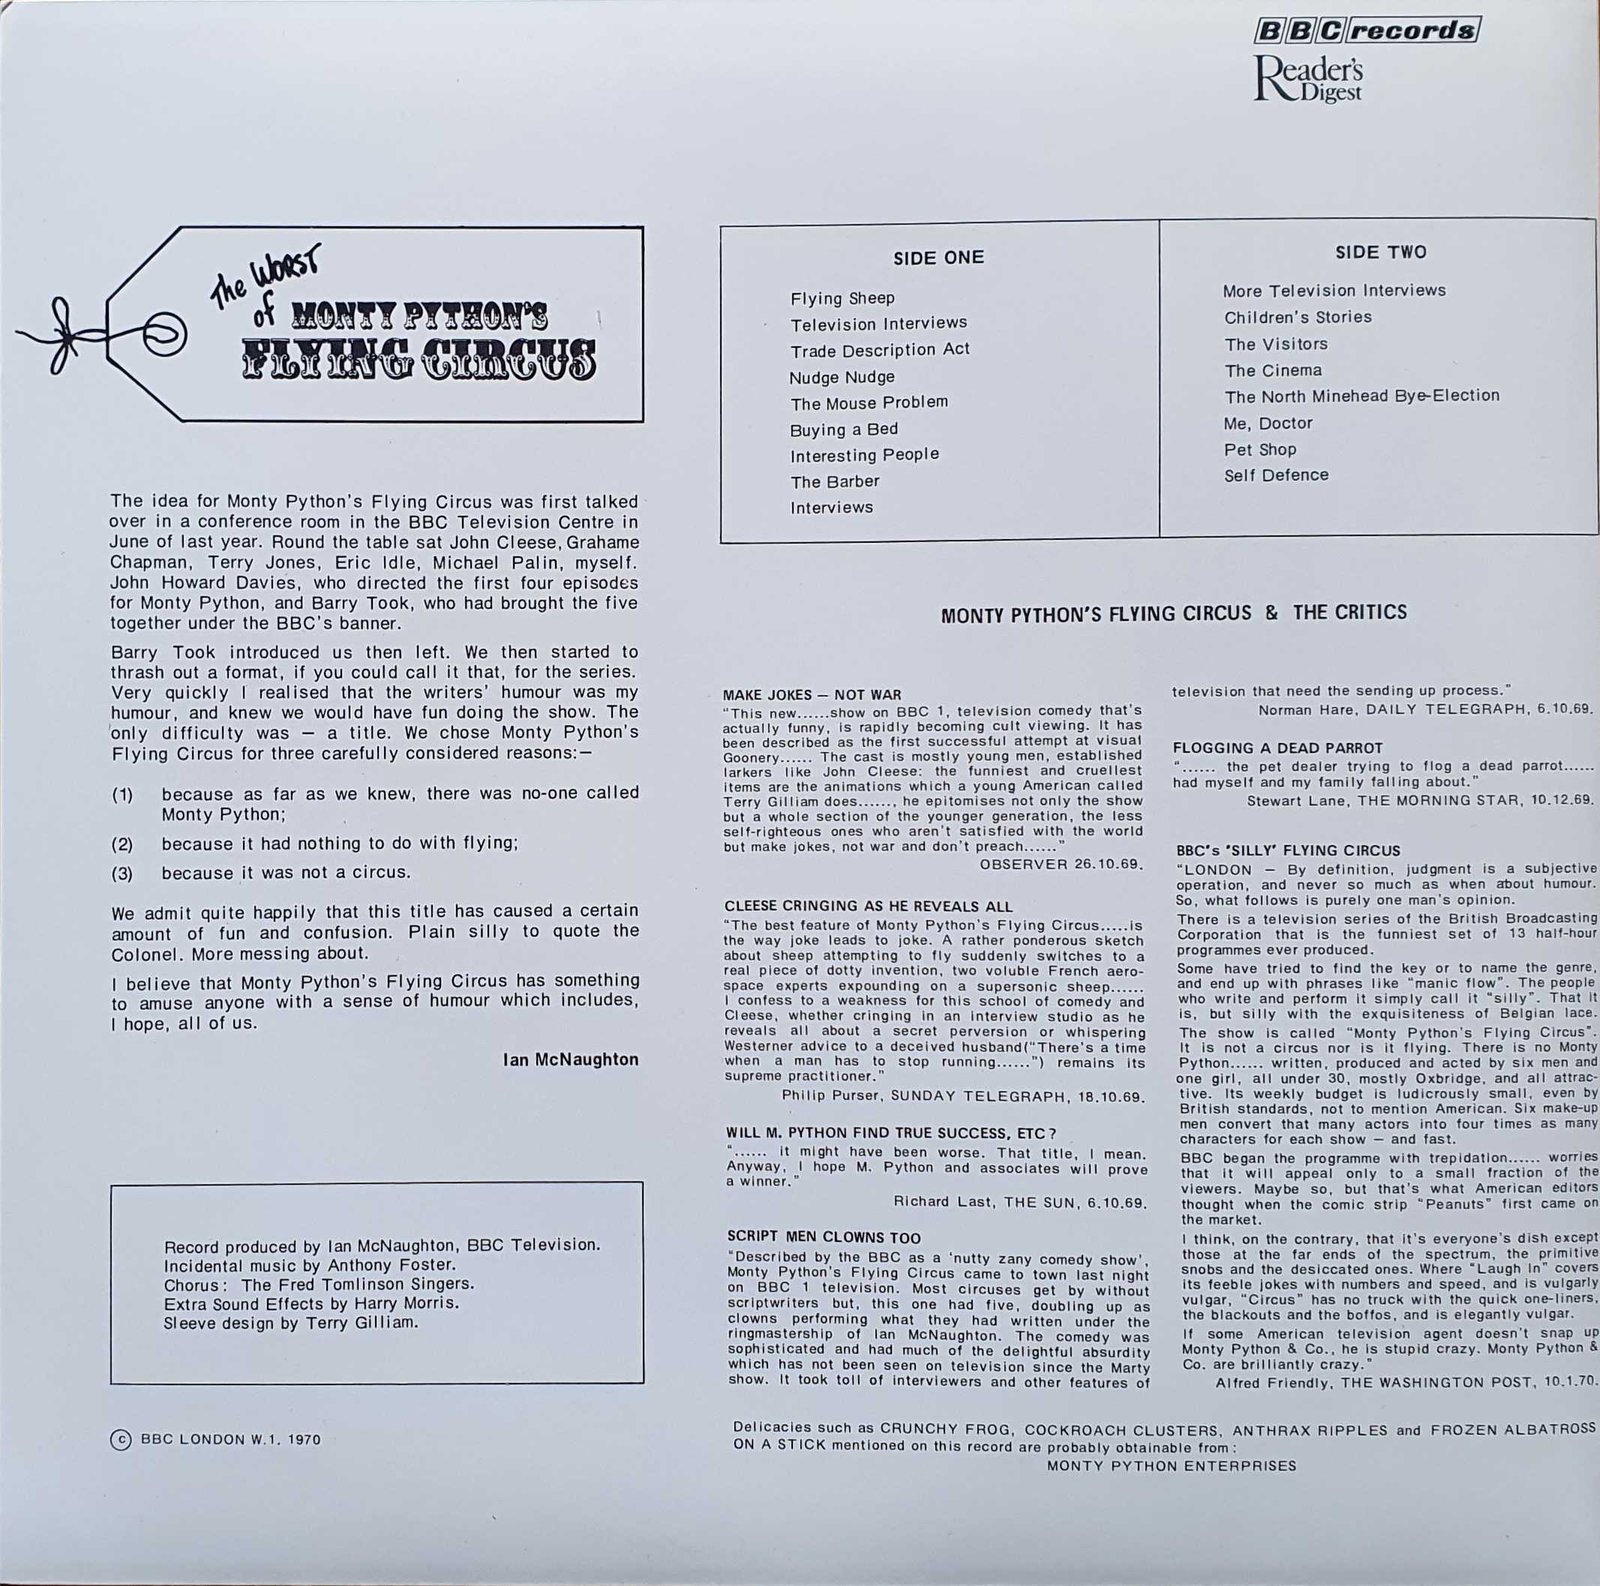 BBC records
Reader's
Digest
The WORST
of MONTY PYTHON'S
FLYING CIRCUS
The idea for Monty Python's Flying Circus was first talked
over in a conference room in the BBC Television Centre in
June of last year. Round the table sat John Cleese, Grahame
Chapman, Terry Jones, Eric Idle, Michael Palin, myself.
John Howard Davies, who directed the first four episodes
for Monty Python, and Barry Took, who had brought the five
together under the BBC's banner.
Barry Took introduced us then left. We then started to
thrash out a format, if you could call it that, for the series.
Very quickly I realised that the writers' humour was my
humour, and knew we would have fun doing the show. The
only difficulty was — a title. We chose Monty Python's
Flying Circus for three carefully considered reasons:—
(1) because as far as we knew, there was no-one called
Monty Python;
(2) because it had nothing to do with flying;
(3) because it was not a circus.
We admit quite happily that this title has caused a certain
amount of fun and confusion. Plain silly to quote the
Colonel. More messing about.
I believe that Monty Python's Flying Circus has something
to amuse anyone with a sense of humour which includes,
I hope, all of us.
Ian McNaughton
Record produced by Ian McNaughton, BBC Television.
Incidental music by Anthony Foster.
Chorus: The Fred Tomlinson Singers.
Extra Sound Effects by Harry Morris.
Sleeve design by Terry Gilliam.
© BBC LONDON W.1. 1970
SIDE ONE
Flying Sheep
Television Interviews
Trade Description Act
Nudge Nudge
The Mouse Problem
Buying a Bed
Interesting People
The Barber
Interviews
SIDE TWO
More Television Interviews
Children's Stories
The Visitors
The Cinema
The North Minehead Bye-Election
Me, Doctor
Pet Shop
Self Defence
MONTY PYTHON'S FLYING CIRCUS & THE CRITICS
MAKE JOKES — NOT WAR
"This new......show on BBC 1, television comedy that's
actually funny, is rapidly becoming cult viewing. It has
been described as the first successful attempt at visual
Goonery...... The cast is mostly young men, established
larkers like John Cleese: the funniest and cruellest
items are the animations which a young American called
Terry Gilliam does......, he epitomises not only the show
but a whole section of the younger generation, the less
self-righteous ones who aren't satisfied with the world
but make jokes, not war and don't preach......"
OBSERVER 26.10.69.
CLEESE CRINGING AS HE REVEALS ALL
"The best feature of Monty Python's Flying Circus.....is
the way joke leads to joke. A rather ponderous sketch
about sheep attempting to fly suddenly switches to a
real piece of dotty invention, two voluble French aero-
space experts expounding on a supersonic sheep......
I confess to a weakness for this school of comedy and
Cleese, whether cringing in an interview studio as he
reveals all about a secret perversion or whispering
Westerner advice to a deceived husband("There's a time
when a man has to stop running......") remains its
supreme practitioner."
Philip Purser, SUNDAY TELEGRAPH, 18.10.69.
WILL M. PYTHON FIND TRUE SUCCESS, ETC?
"...... it might have been worse. That title, I mean.
Anyway, I hope M. Python and associates will prove
a winner."
Richard Last, THE SUN, 6.10.69.
SCRIPT MEN CLOWNS TOO
"Described by the BBC as a 'nutty zany comedy show',
Monty Python's Flying Circus came to town last night
on BBC 1 television. Most circuses get by without
scriptwriters but, this one had five, doubling up as
clowns performing what they had written under the
ringmastership of Ian McNaughton. The comedy was
sophisticated and had much of the delightful absurdity
which has not been seen on television since the Marty
show. It took toll of interviewers and other features of
television that need the sending up process."
Norman Hare, DAILY TELEGRAPH, 6.10.69.
FLOGGING A DEAD PARROT
"...... the pet dealer trying to flog a dead parrot......
had myself and my family falling about."
Stewart Lane, THE MORNING STAR, 10.12.69.
BBC's 'SILLY' FLYING CIRCUS
"LONDON — By definition, judgment is a subjective
operation, and never so much as when about humour.
So, what follows is purely one man's opinion.
There is a television series of the British Broadcasting
Corporation that is the funniest set of 13 half-hour
programmes ever produced.
Some have tried to find the key or to name the genre,
and end up with phrases like "manic flow". The people
who write and perform it simply call it "silly". That it
is, but silly with the exquisiteness of Belgian lace.
The show is called "Monty Python's Flying Circus".
It is not a circus nor is it flying. There is no Monty
Python...... written, produced and acted by six men and
one girl, all under 30, mostly Oxbridge, and all attrac-
tive. Its weekly budget is ludicrously small, even by
British standards, not to mention American. Six make-up
men convert that many actors into four times as many
characters for each show — and fast.
BBC began the programme with trepidation...... worries
that it will appeal only to a small fraction of the
viewers. Maybe so, but that's what American editors
thought when the comic strip "Peanuts" first came on
the market.
I think, on the contrary, that it's everyone's dish except
those at the far ends of the spectrum, the primitive
snobs and the desiccated ones. Where "Laugh In" covers
its feeble jokes with numbers and speed, and is vulgarly
vulgar, "Circus" has no truck with the quick one-liners,
the blackouts and the boffos, and is elegantly vulgar.
If some American television agent doesn't snap up
Monty Python & Co., he is stupid crazy. Monty Python &
Co. are brilliantly crazy."
Alfred Friendly, THE WASHINGTON POST, 10.1.70.
Delicacies such as CRUNCHY FROG, COCKROACH CLUSTERS, ANTHRAX RIPPLES and FROZEN ALBATROSS
ON A STICK mentioned on this record are probably obtainable from:
MONTY PYTHON ENTERPRISES